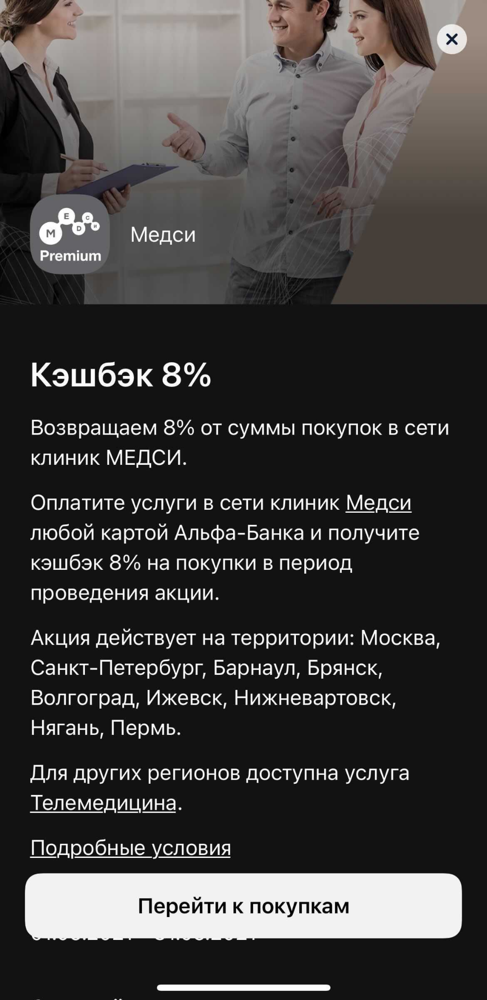 M E D С И
Premium
Медси
Кэшбэк 8%
Возвращаем 8% от суммы покупок в сети
клиник МЕДСИ.
Оплатите услуги в сети клиник Медси
любой картой Альфа-Банка и получите
кэшбэк 8% на покупки в период
проведения акции.
Акция действует на территории: Москва,
Санкт-Петербург, Барнаул, Брянск,
Волгоград, Ижевск, Нижневартовск,
Нягань, Пермь.
Для других регионов доступна услуга
Телемедицина.
Подробные условия
Перейти к покупкам